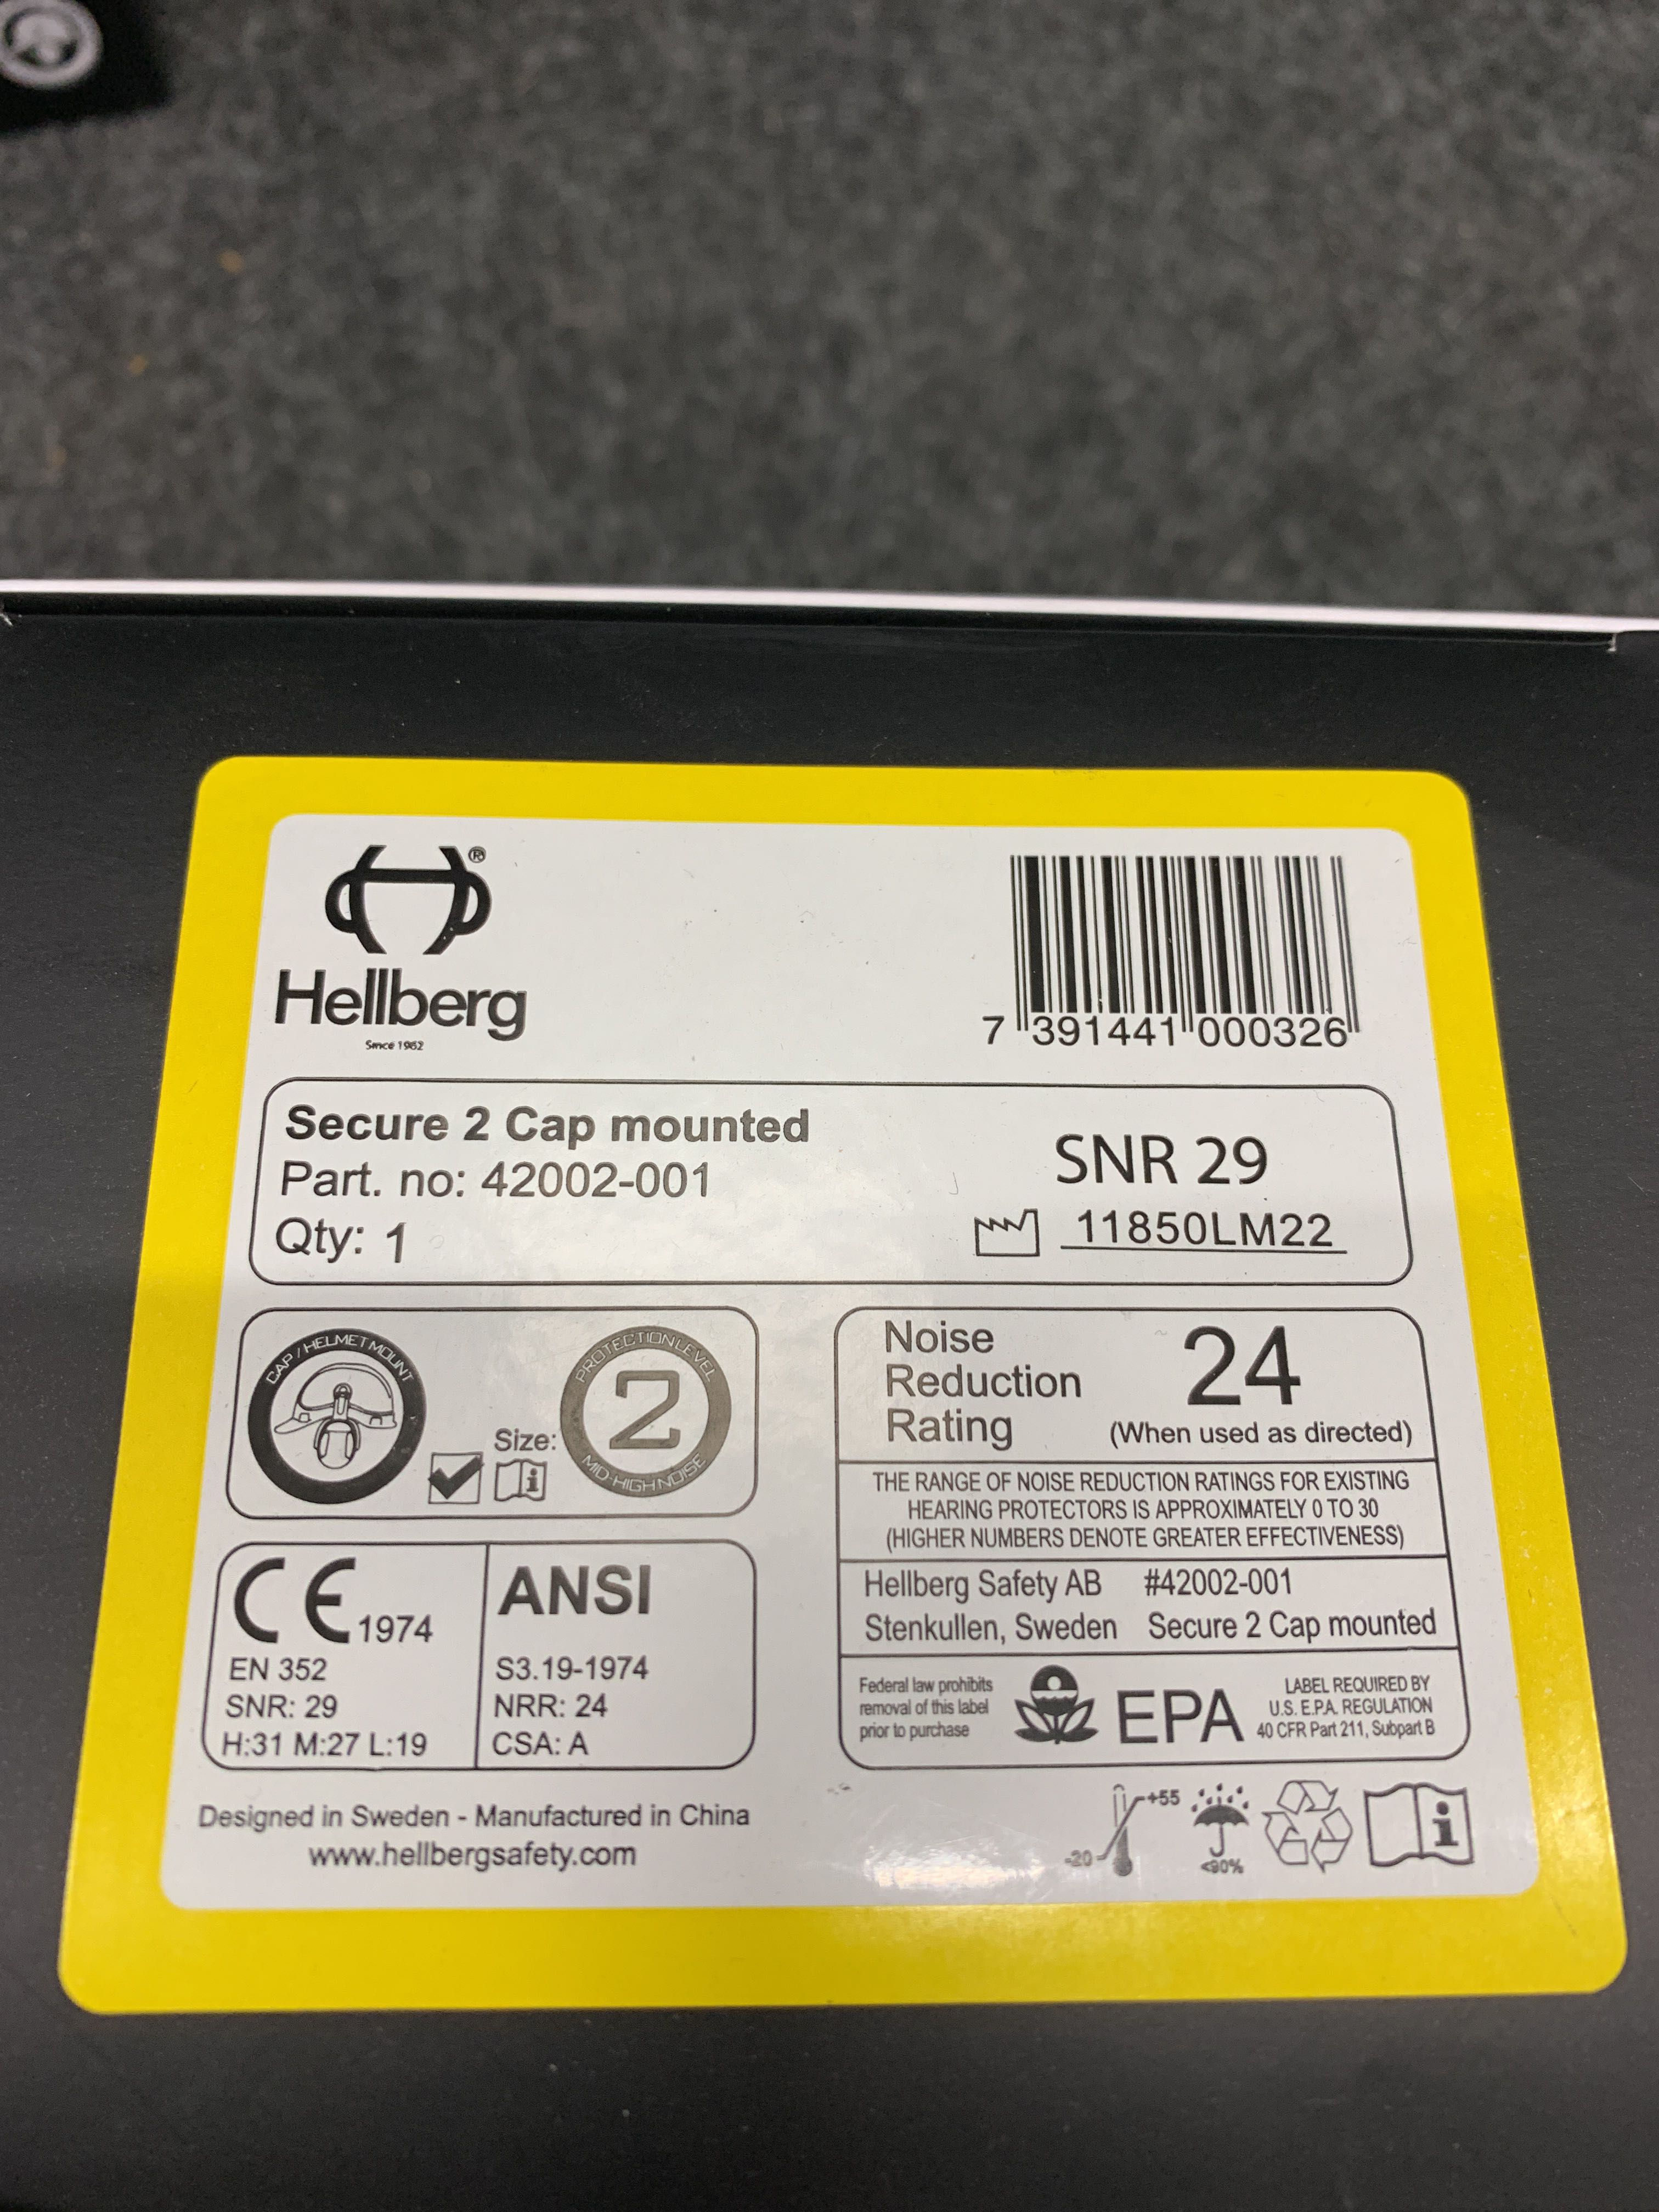 ®
Hellberg
Since 1962
7 391441 000326
Secure 2 Cap mounted
Part. no: 42002-001
Qty: 1
SNR 29
11850LM22
CAP / HELMET MOUNT
Size:
PROTECTION LEVEL
2
MID-HIGH NOISE
Noise
Reduction
Rating
24
(When used as directed)
THE RANGE OF NOISE REDUCTION RATINGS FOR EXISTING
HEARING PROTECTORS IS APPROXIMATELY 0 TO 30
(HIGHER NUMBERS DENOTE GREATER EFFECTIVENESS)
Hellberg Safety AB #42002-001
Stenkullen, Sweden Secure 2 Cap mounted
Federal law prohibits
removal of this label
prior to purchase
EPA
LABEL REQUIRED BY
U.S. E.P.A. REGULATION
40 CFR Part 211, Subpart B
CE 1974
EN 352
SNR: 29
H:31 M:27 L:19
ANSI
S3.19-1974
NRR: 24
CSA: A
Designed in Sweden - Manufactured in China
www.hellbergsafety.com
+55
-20
<90%
i